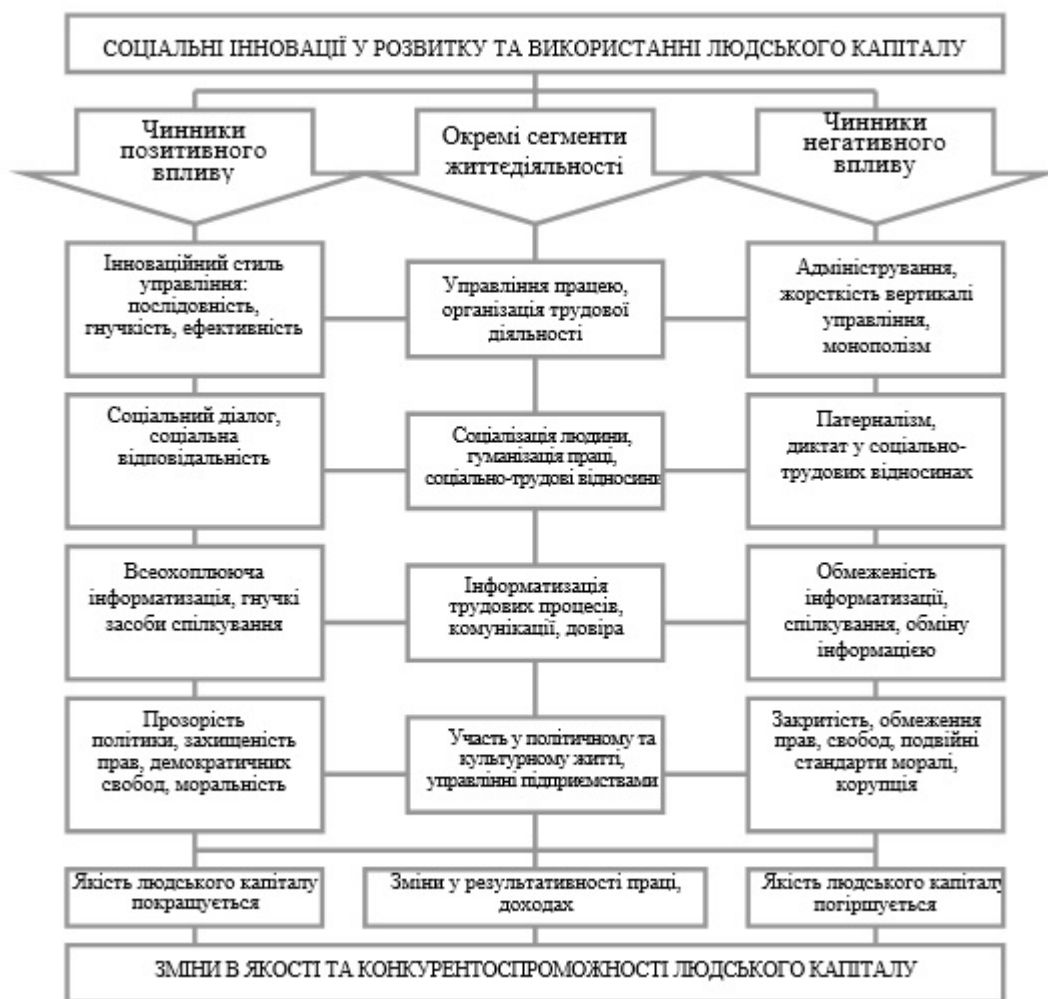 СОЦІАЛЬНІ ІННОВАЦІЇ У РОЗВИТКУ ТА ВИКОРИСТАННІ ЛЮДСЬКОГО КАПІТАЛУ
Чинники
позитивного
впливу
Окремі сегменти
життєдіяльності
Чинники
негативного
впливу
Інноваційний стиль
управління:
послідовність,
гнучкість, ефективність
Управління працею,
організація трудової
діяльності
Адміністрування,
жорсткість вертикалі
управління,
монополізм
Соціальний діалог,
соціальна
відповідальність
Соціалізація людини,
гуманізація праці,
соціально-трудові відносини
Патерналізм,
диктат у соціально-
трудових відносинах
Всеохоплююча
інформатизація, гнучкі
засоби спілкування
Інформатизація
трудових процесів,
комунікації, довіра
Обмеженість
інформатизації,
спілкування, обміну
інформацією
Прозорість
політики, захищеність
прав, демократичних
свобод, моральність
Участь у політичному та
культурному житті,
управлінні підприємствами
Закритість, обмеження
прав, свобод, подвійні
стандарти моралі,
корупція
Якість людського капіталу
покращується
Зміни у результативності праці,
доходах
Якість людського капіталу
погіршується
ЗМІНИ В ЯКОСТІ ТА КОНКУРЕНТОСПРОМОЖНОСТІ ЛЮДСЬКОГО КАПІТАЛУ